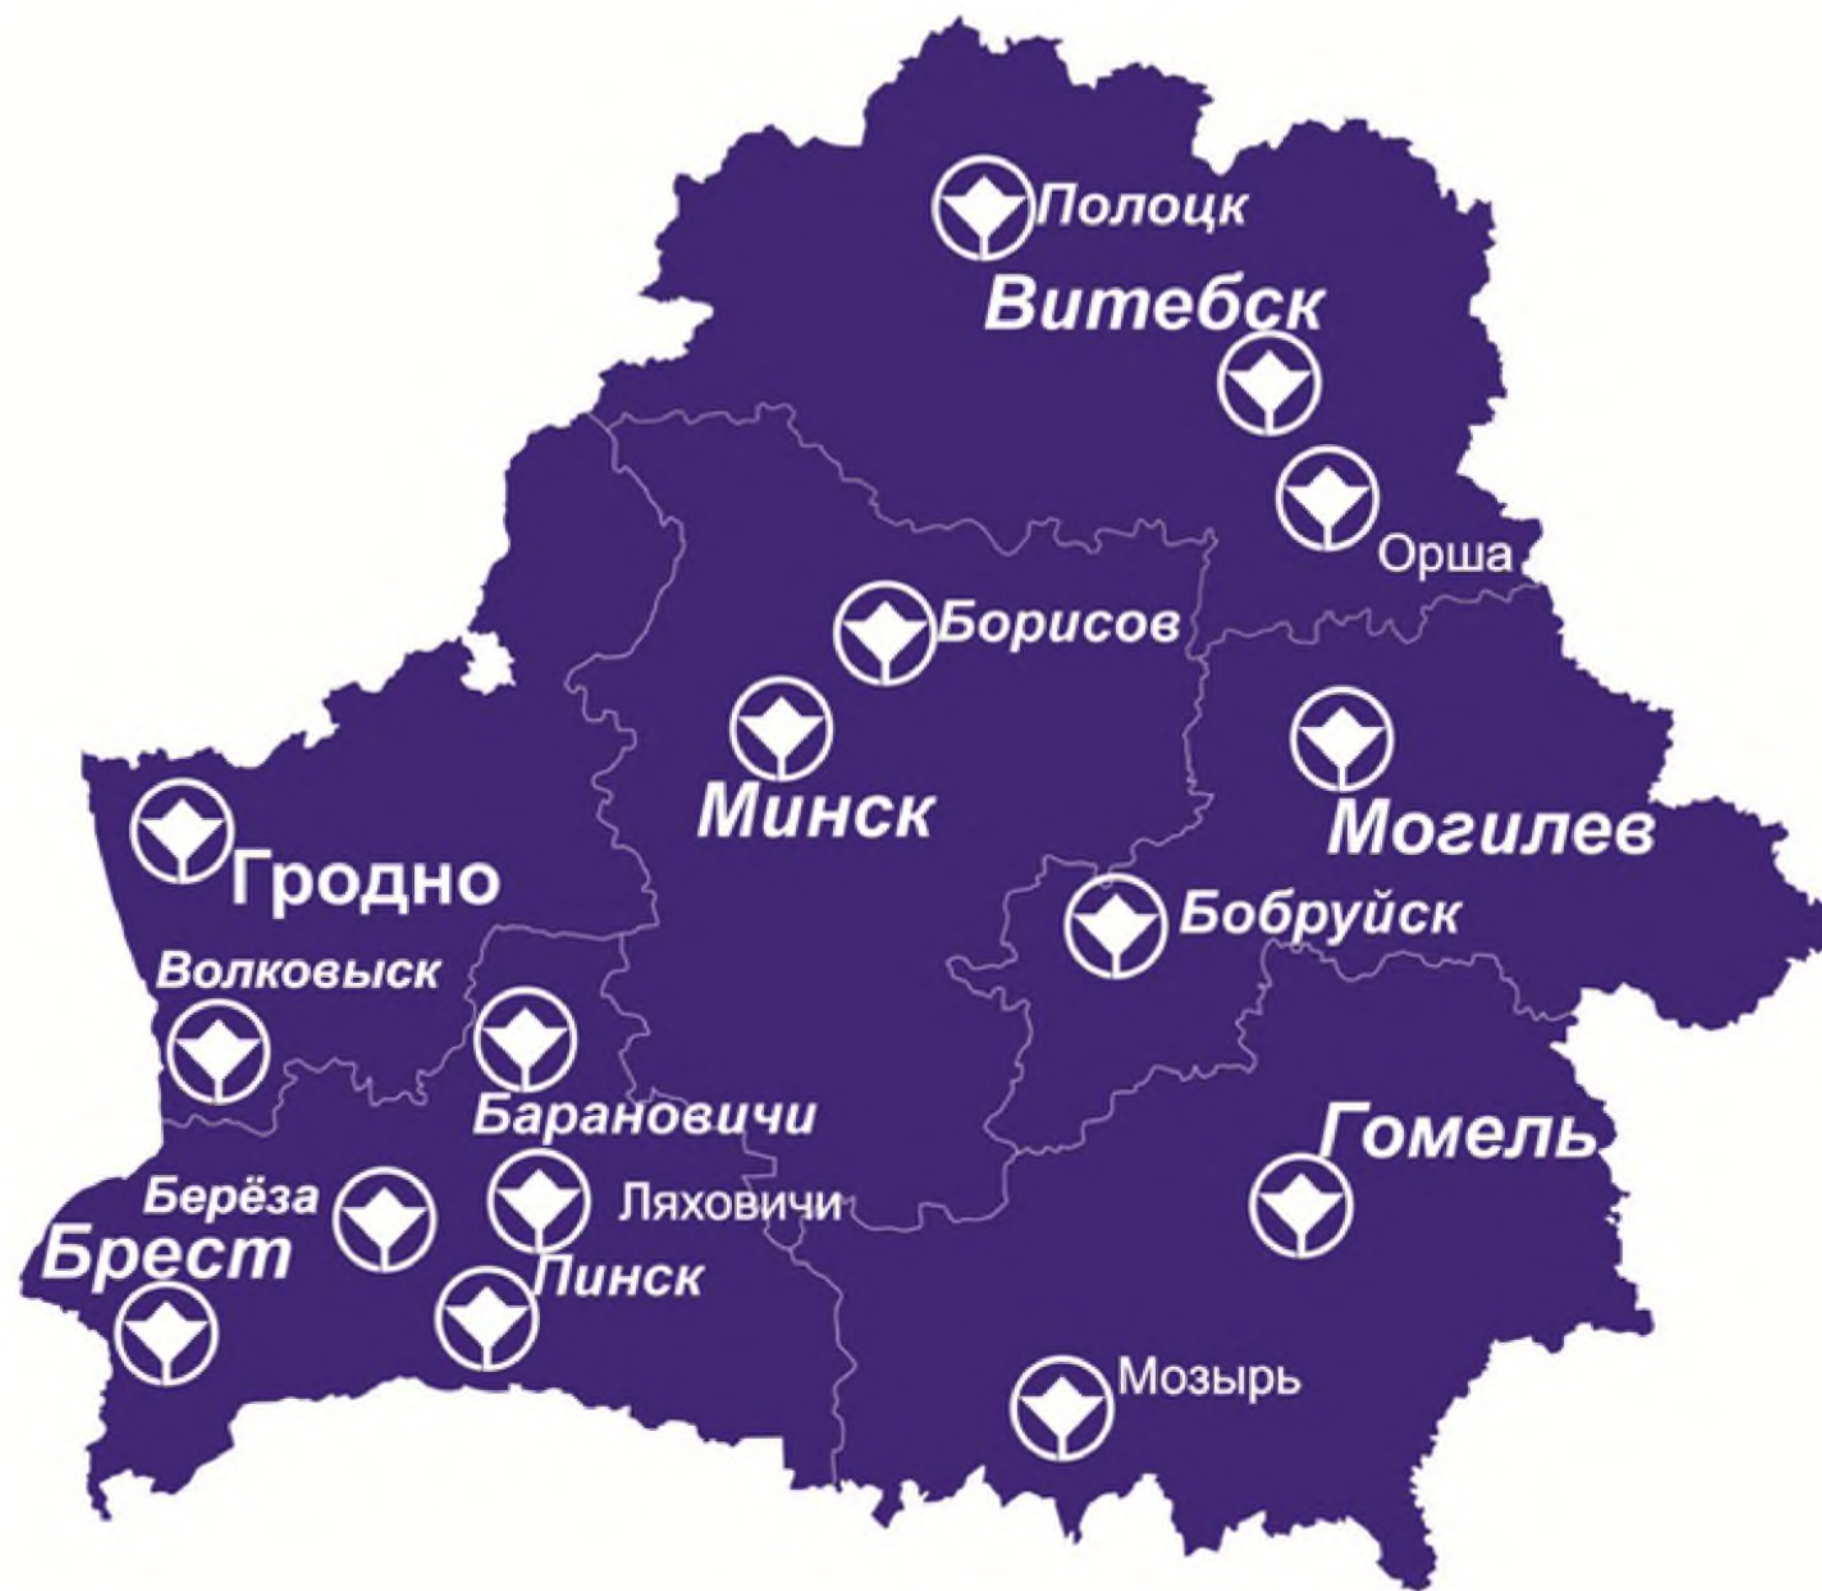 Полоцк
Витебск
Орша
Борисов
Минск
Могилев
Гродно
Бобруйск
Волковыск
Барановичи
Гомель
Берёза
Ляховичи
Брест
Пинск
Мозырь